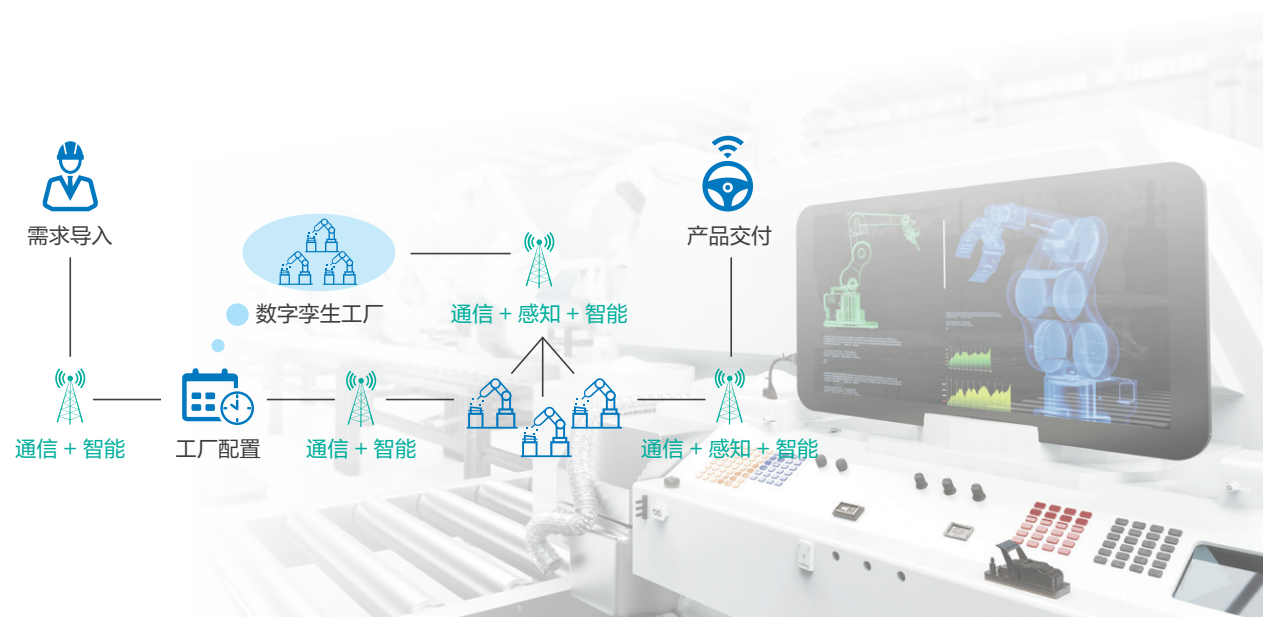 需求导入
产品交付
数字孪生工厂
通信 + 感知 + 智能
通信 + 智能
工厂配置
通信 + 智能
通信 + 感知 + 智能